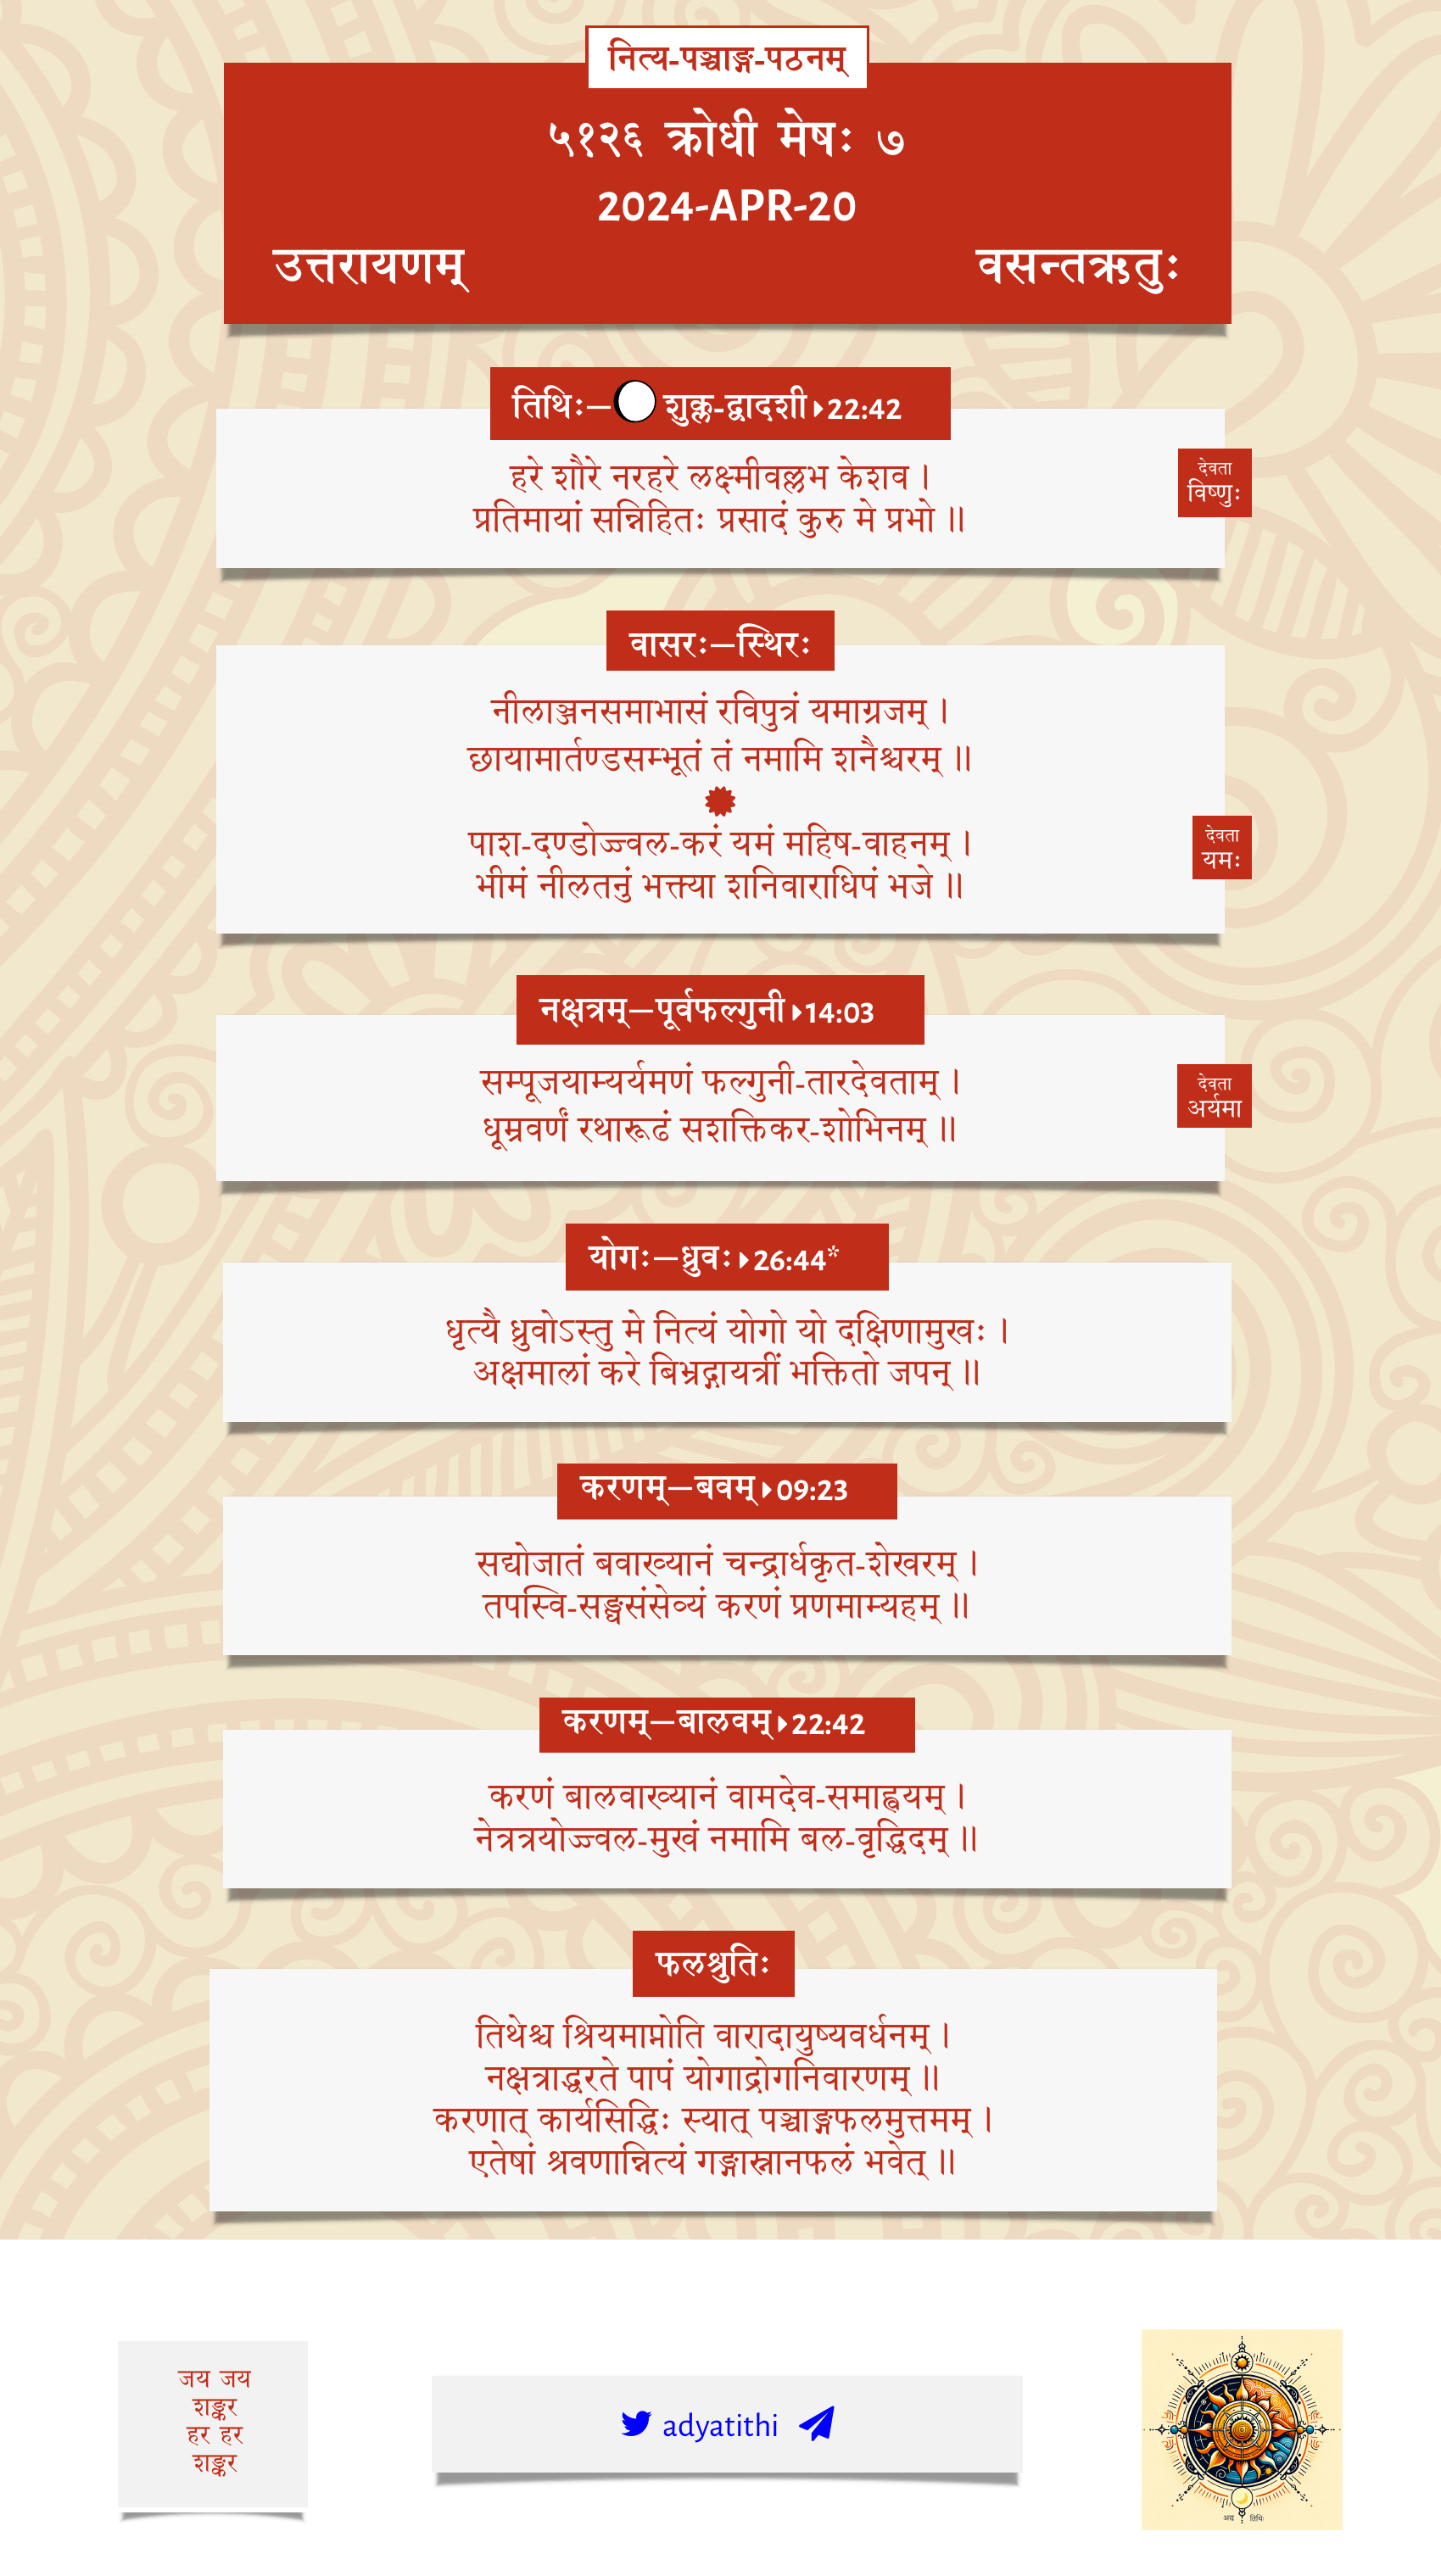 नित्य-पञ्चाङ्ग-पठनम्
५१२६ क्रोधी मेषः ७
2024-APR-20
उत्तरायणम्
वसन्तऋतुः
तिथिः—शुक्ल-द्वादशी 22:42
हरे शौरे नरहरे लक्ष्मीवल्लभ केशव ।
प्रतिमायां सन्निहितः प्रसादं कुरु मे प्रभो ॥
देवता
विष्णुः
वासरः—स्थिरः
नीलाञ्जनसमाभासं रविपुत्रं यमाग्रजम् ।
छायामार्तण्डसम्भूतं तं नमामि शनैश्चरम् ॥
पाश-दण्डोज्ज्वल-करं यमं महिष-वाहनम् ।
भीमं नीलतनुं भक्त्या शनिवाराधिपं भजे ॥
देवता
यमः
नक्षत्रम्—पूर्वफल्गुनी 14:03
सम्पूजयाम्यर्यमणं फल्गुनी-तारदेवताम् ।
धूम्रवर्णं रथारूढं सशक्तिकर-शोभिनम् ॥
देवता
अर्यमा
योगः—ध्रुवः 26:44*
धृत्यै ध्रुवोऽस्तु मे नित्यं योगो यो दक्षिणामुखः ।
अक्षमालां करे बिभ्रद्गायत्रीं भक्तितो जपन् ॥
करणम्—बवम् 09:23
सद्योजातं बवाख्यानं चन्द्रार्धकृत-शेखरम् ।
तपस्वि-सङ्घसंसेव्यं करणं प्रणमाम्यहम् ॥
करणम्—बालवम् 22:42
करणं बालवाख्यानं वामदेव-समाह्वयम् ।
नेत्रत्रयोज्ज्वल-मुखं नमामि बल-वृद्धिदम् ॥
फलश्रुतिः
तिथेश्च श्रियमाप्नोति वारादायुष्यवर्धनम् ।
नक्षत्राद्धरते पापं योगाद्रोगनिवारणम् ॥
करणात् कार्यसिद्धिः स्यात् पञ्चाङ्गफलमुत्तमम् ।
एतेषां श्रवणान्नित्यं गङ्गास्नानफलं भवेत् ॥
जय जय
शङ्कर
हर हर
शङ्कर
adyatithi
अद्य तिथिः